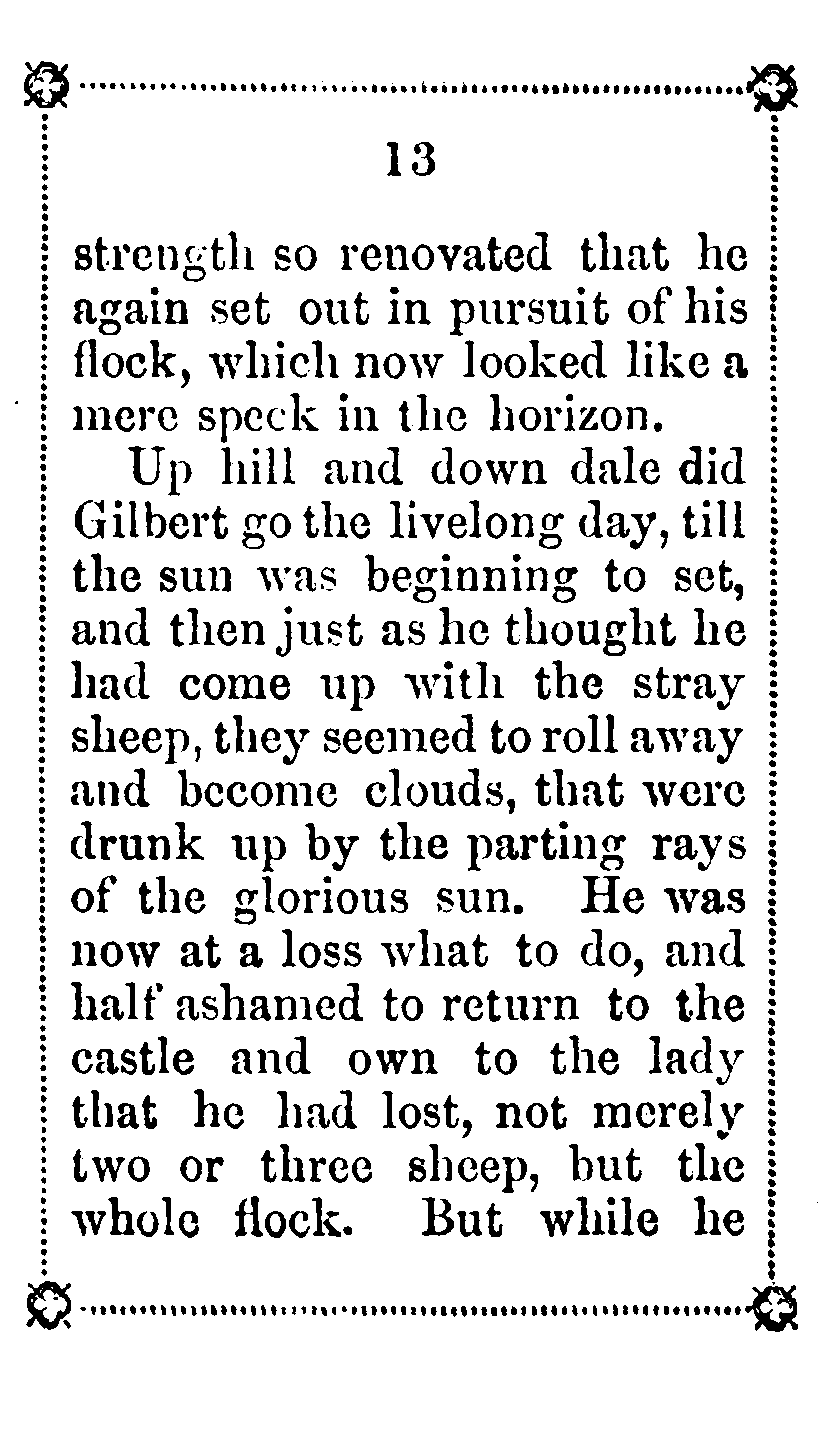 13
strength so renovated that he
again set out in pursuit of his
flock, which now looked like a
mere speck in the horizon.
Up hill and down dale did
Gilbert go the livelong day, till
the sun was beginning to set,
and then just as he thought he
had come up with the stray
sheep, they seemed to roll away
and become clouds, that were
drunk up by the parting rays
of the glorious sun. He was
now at a loss what to do, and
half ashamed to return to the
castle and own to the lady
that he had lost, not merely
two or three sheep, but the
whole flock. But while he